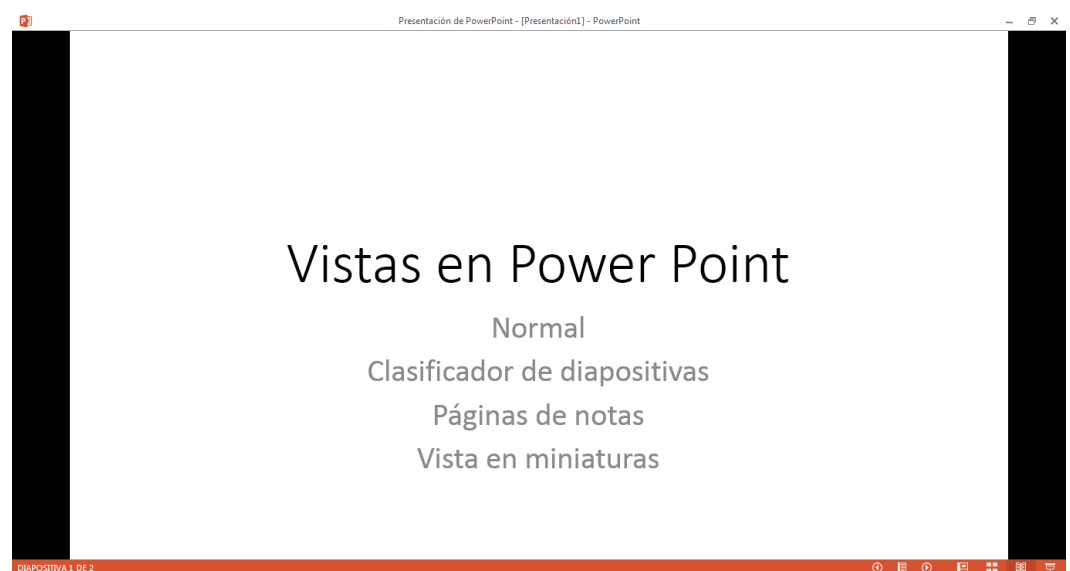 Presentación de PowerPoint - [Presentación1] - PowerPoint
Vistas en Power Point
Normal
Clasificador de diapositivas
Páginas de notas
Vista en miniaturas
DIAPOSITIVA 1 DE 2